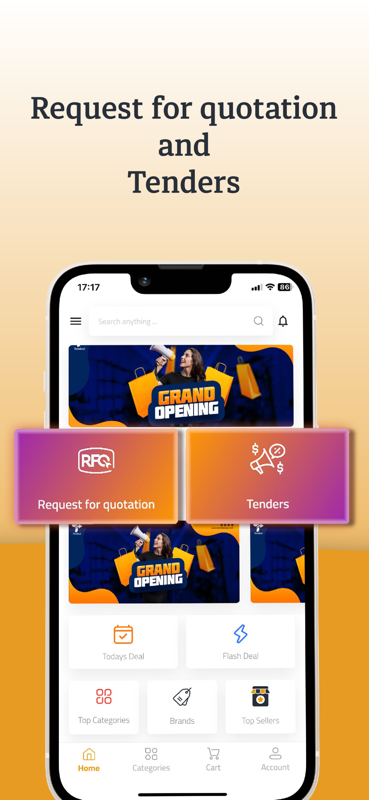 Request for quotation
and
Tenders
17:17
86
Search anything ...
GRAND
OPENING
RFQ
Request for quotation
$
%
$
Tenders
GRAND
OPENING
Todays Deal
Flash Deal
Top Categories
Brands
Top Sellers
Home
Categories
Cart
Account